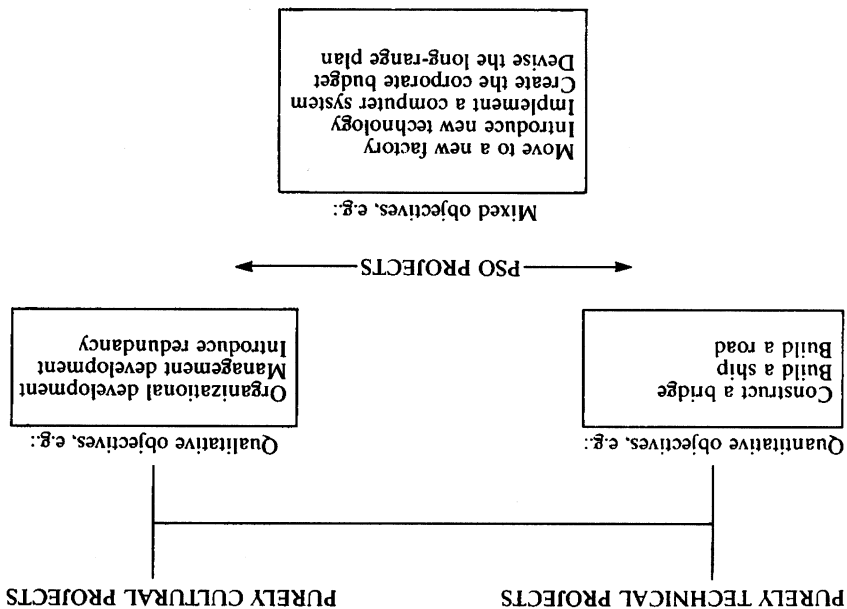 PURELY TECHNICAL PROJECTS
PURELY CULTURAL PROJECTS
Quantitative objectives, e.g.:
Construct a bridge
Build a ship
Build a road
Qualitative objectives, e.g.:
Organizational development
Management development
Introduce redundancy
PSO PROJECTS
Mixed objectives, e.g.:
Move to a new factory
Introduce new technology
Implement a computer system
Create the corporate budget
Devise the long-range plan